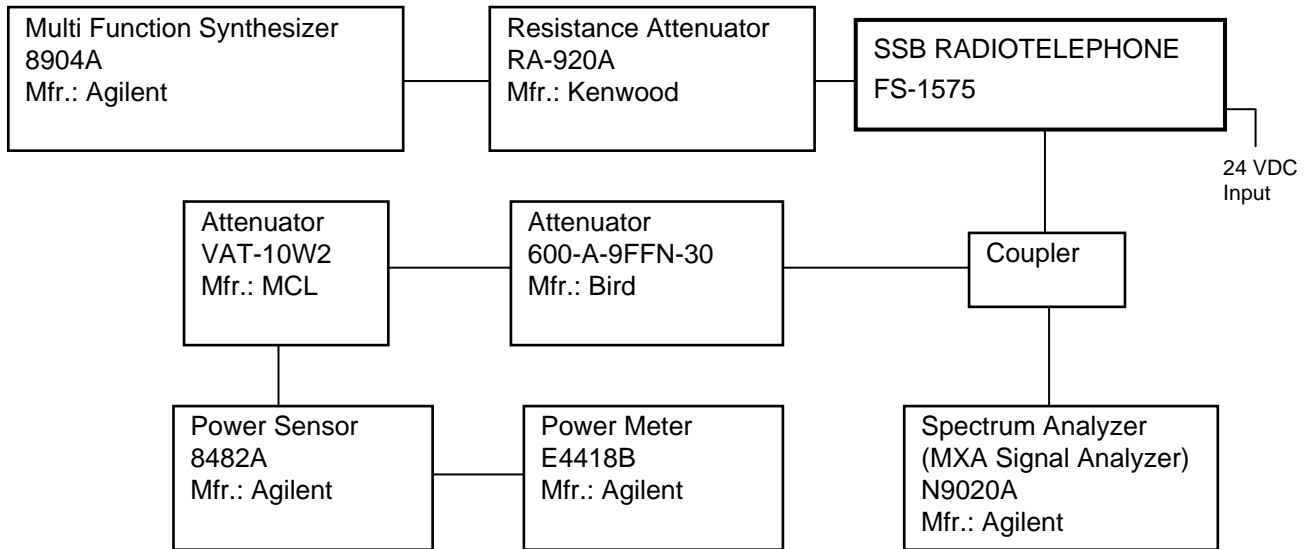 Multi Function Synthesizer
8904A
Mfr.: Agilent
Resistance Attenuator
RA-920A
Mfr.: Kenwood
SSB RADIOTELEPHONE
FS-1575
24 VDC
Input
Attenuator
VAT-10W2
Mfr.: MCL
Attenuator
600-A-9FFN-30
Mfr.: Bird
Coupler
Power Sensor
8482A
Mfr.: Agilent
Power Meter
E4418B
Mfr.: Agilent
Spectrum Analyzer
(MXA Signal Analyzer)
N9020A
Mfr.: Agilent